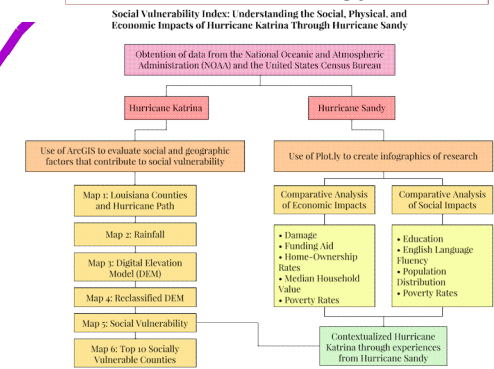 Social Vulnerability Index: Understanding the Social, Physical, and
Economic Impacts of Hurricane Katrina Through Hurricane Sandy
Obtention of data from the National Oceanic and Atmospheric
Administration (NOAA) and the United States Census Bureau
Hurricane Katrina
Hurricane Sandy
Use of ArcGIS to evaluate social and geographic
factors that contribute to social vulnerability
Use of Plot.ly to create infographics of research
Map 1: Louisiana Counties
and Hurricane Path
Map 2: Rainfall
Map 3: Digital Elevation
Model (DEM)
Map 4: Reclassified DEM
Map 5: Social Vulnerability
Map 6: Top 10 Socially
Vulnerable Counties
Comparative Analysis
of Economic Impacts
• Damage
• Funding Aid
• Home-Ownership
Rates
• Median Household
Value
• Poverty Rates
Comparative Analysis
of Social Impacts
• Education
• English Language
Fluency
• Population
Distribution
• Poverty Rates
Contextualized Hurricane
Katrina through experiences
from Hurricane Sandy